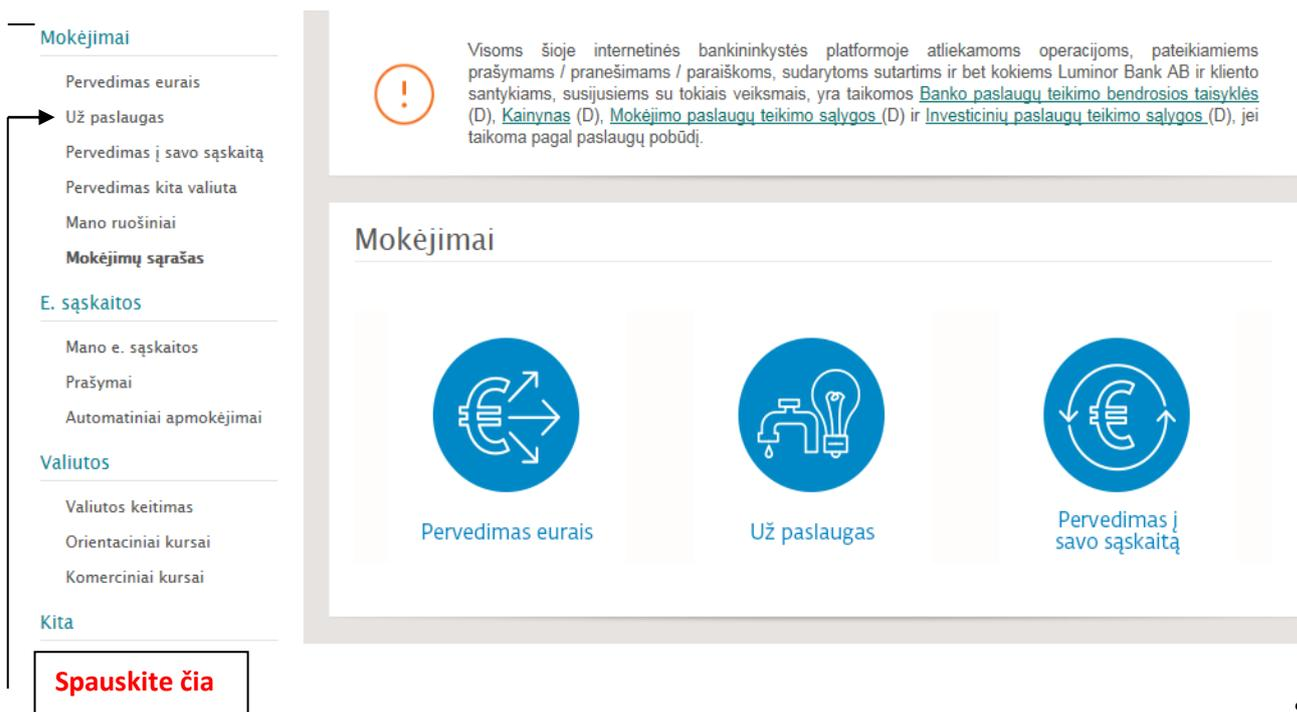 Mokėjimai
Pervedimas eurais
Už paslaugas
Pervedimas į savo sąskaitą
Pervedimas kita valiuta
Mano ruošiniai
Mokėjimų sąrašas
E. sąskaitos
Mano e. sąskaitos
Prašymai
Automatiniai apmokėjimai
Valiutos
Valiutos keitimas
Orientaciniai kursai
Komerciniai kursai
Kita
Spauskite čia
Visoms šioje internetinės bankininkystės platformoje atliekamoms operacijoms, pateikiamiems
prašymams / pranešimams / paraiškoms, sudarytoms sutartims ir bet kokiems Luminor Bank AB ir kliento
santykiams, susijusiems su tokiais veiksmais, yra taikomos Banko paslaugų teikimo bendrosios taisyklės
(D), Kainynas (D), Mokėjimo paslaugų teikimo sąlygos (D) ir Investicinių paslaugų teikimo sąlygos (D), jei
taikoma pagal paslaugų pobūdį.
Mokėjimai
Pervedimas eurais
Už paslaugas
Pervedimas į
savo sąskaitą